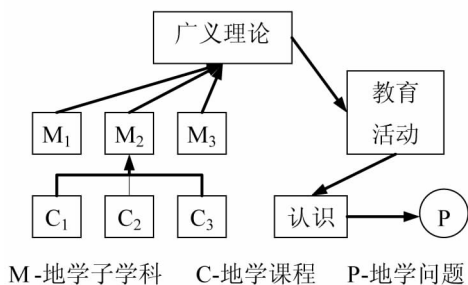 广义理论
教育
活动
M₁ M₂ M₃
C₁ C₂ C₃ 认识 P
M-地学子学科 C-地学课程 P-地学问题